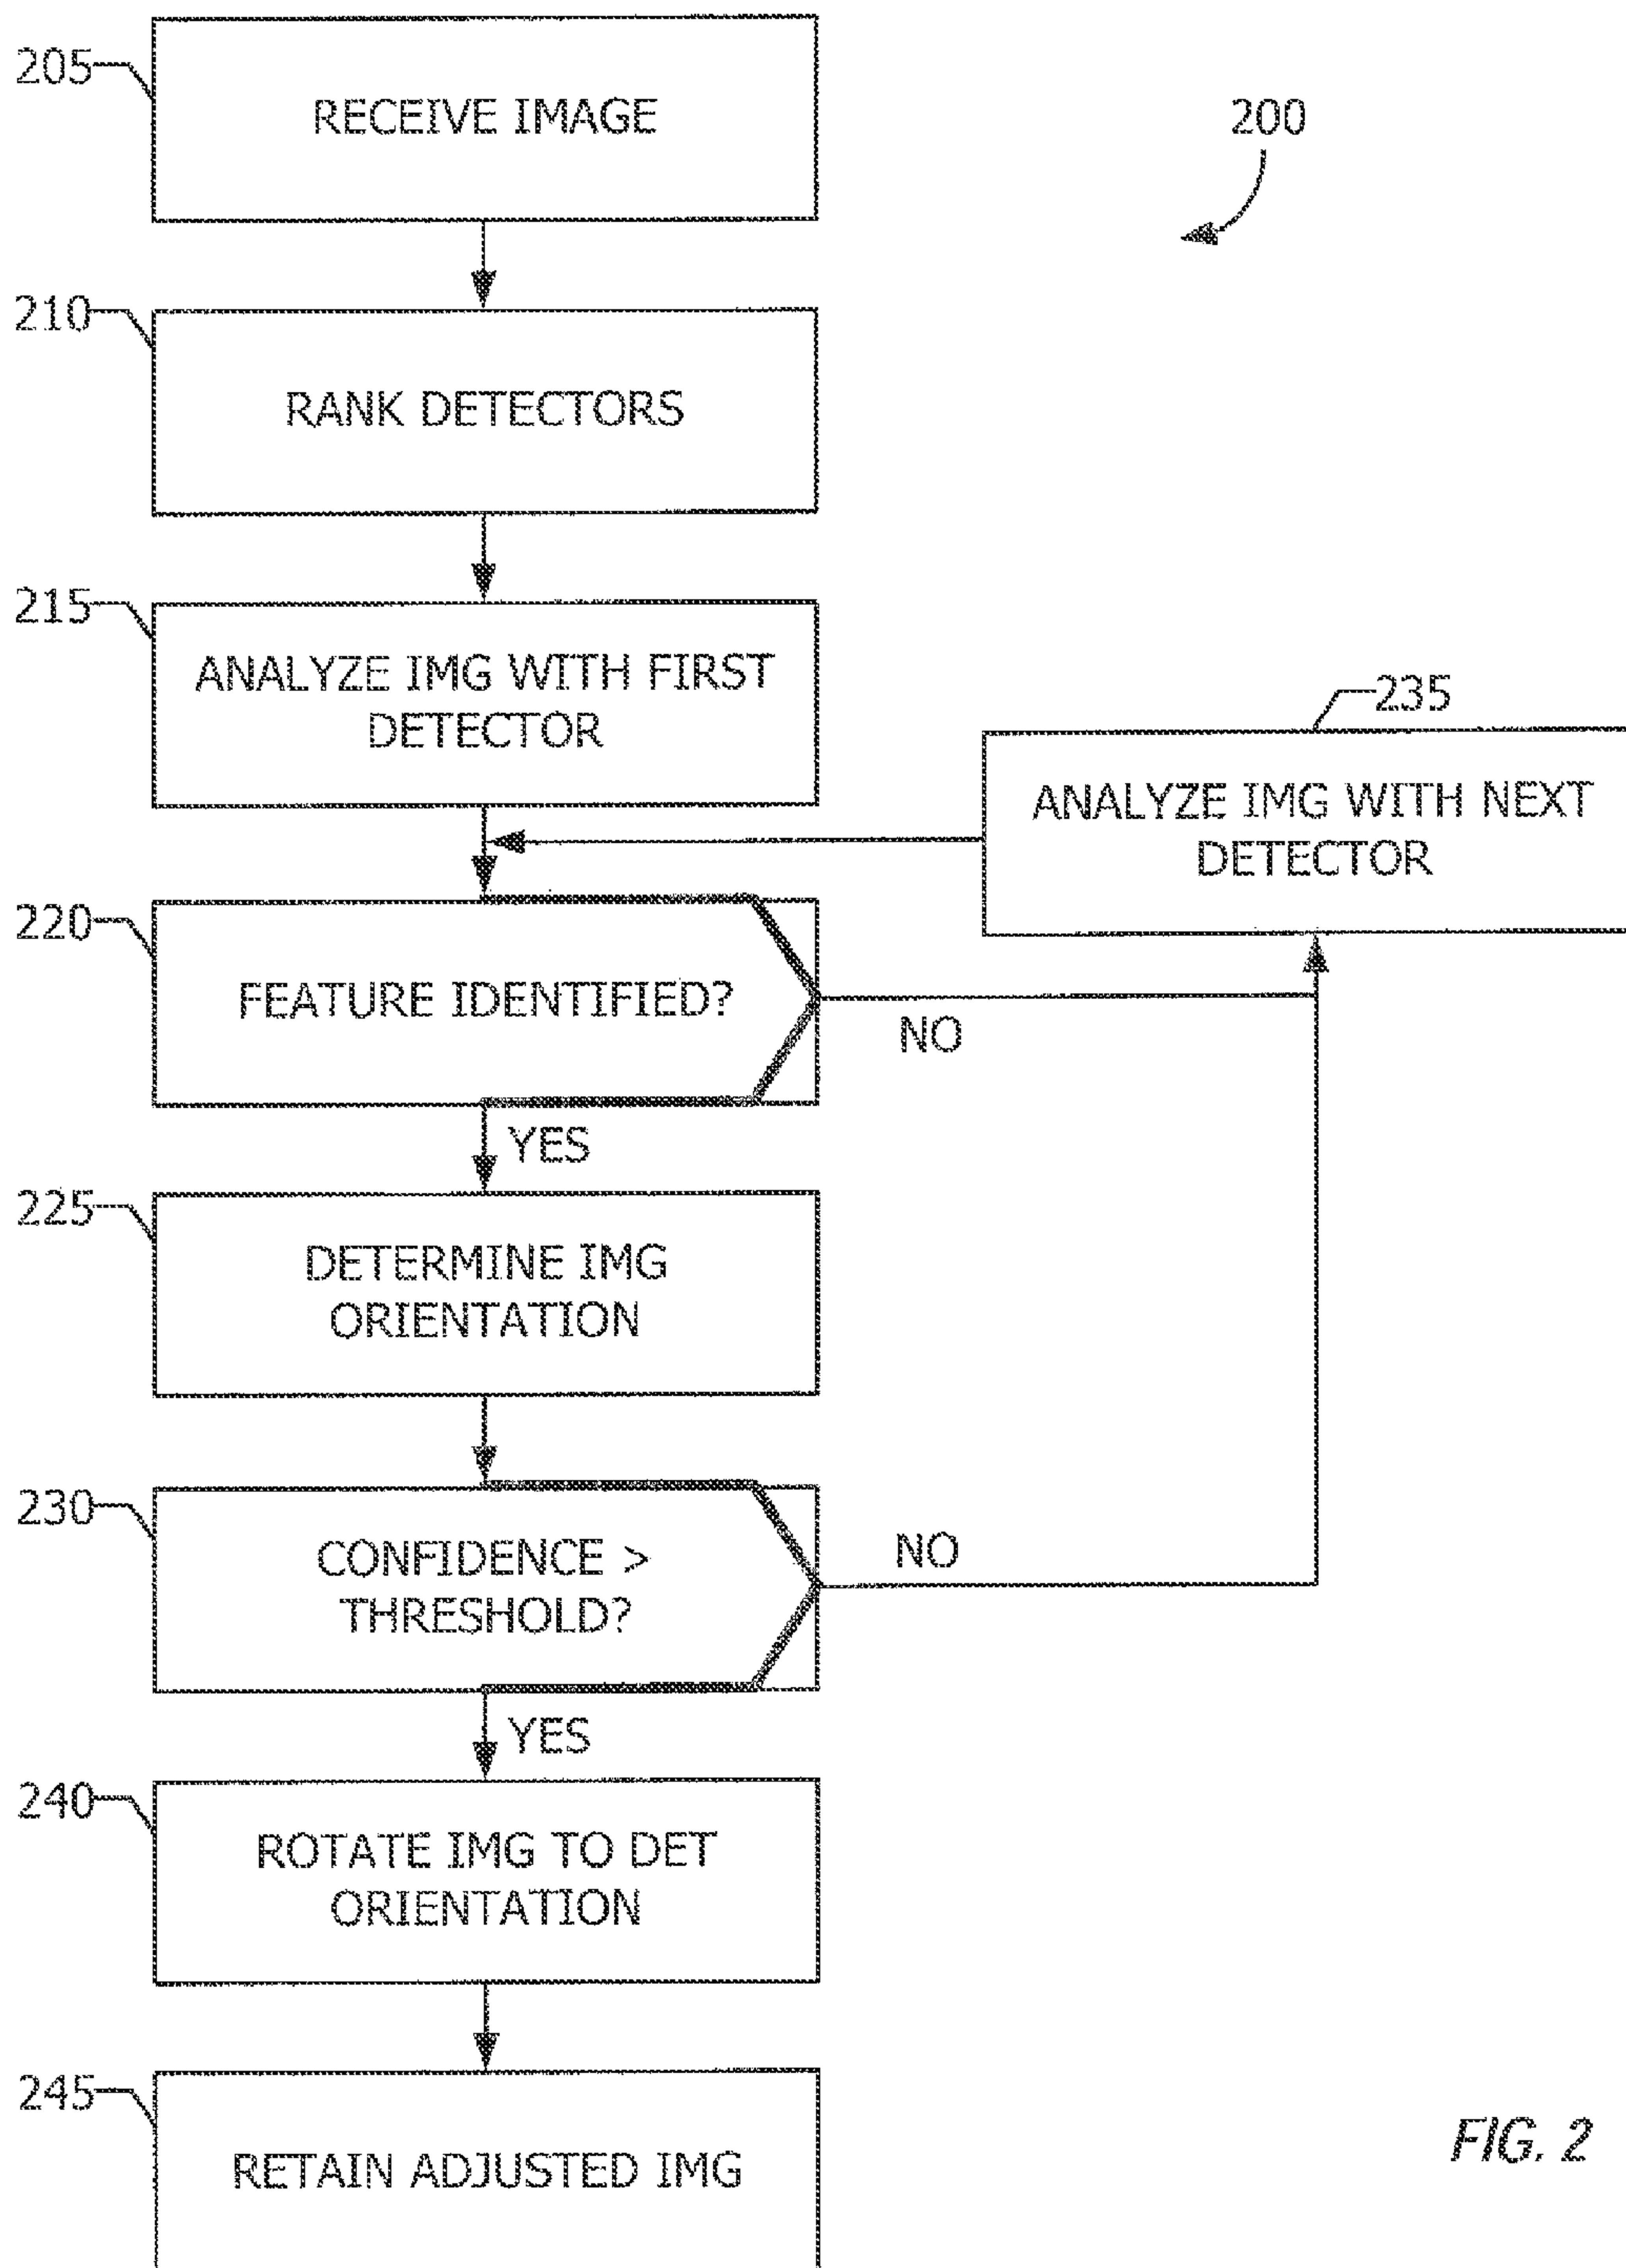 205
RECEIVE IMAGE
200
210
RANK DETECTORS
215
ANALYZE IMG WITH FIRST
DETECTOR
235
ANALYZE IMG WITH NEXT
DETECTOR
220
FEATURE IDENTIFIED?
NO
YES
225
DETERMINE IMG
ORIENTATION
230
CONFIDENCE >
THRESHOLD?
NO
YES
240
ROTATE IMG TO DET
ORIENTATION
245
RETAIN ADJUSTED IMG
FIG. 2